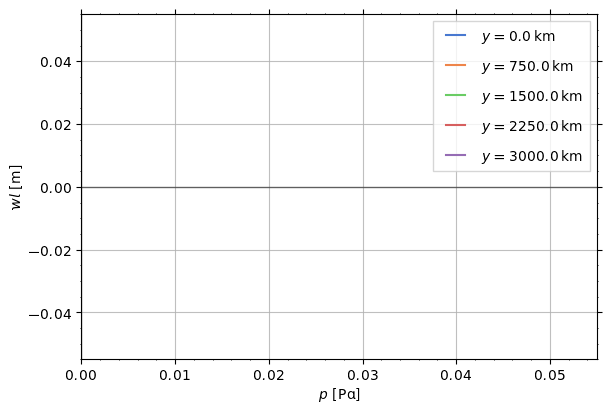 0.04
0.02
0.00
−0.02
−0.04
wl [m]
y = 0.0 km
y = 750.0 km
y = 1500.0 km
y = 2250.0 km
y = 3000.0 km
0.00 0.01 0.02 0.03 0.04 0.05
p [Pa]